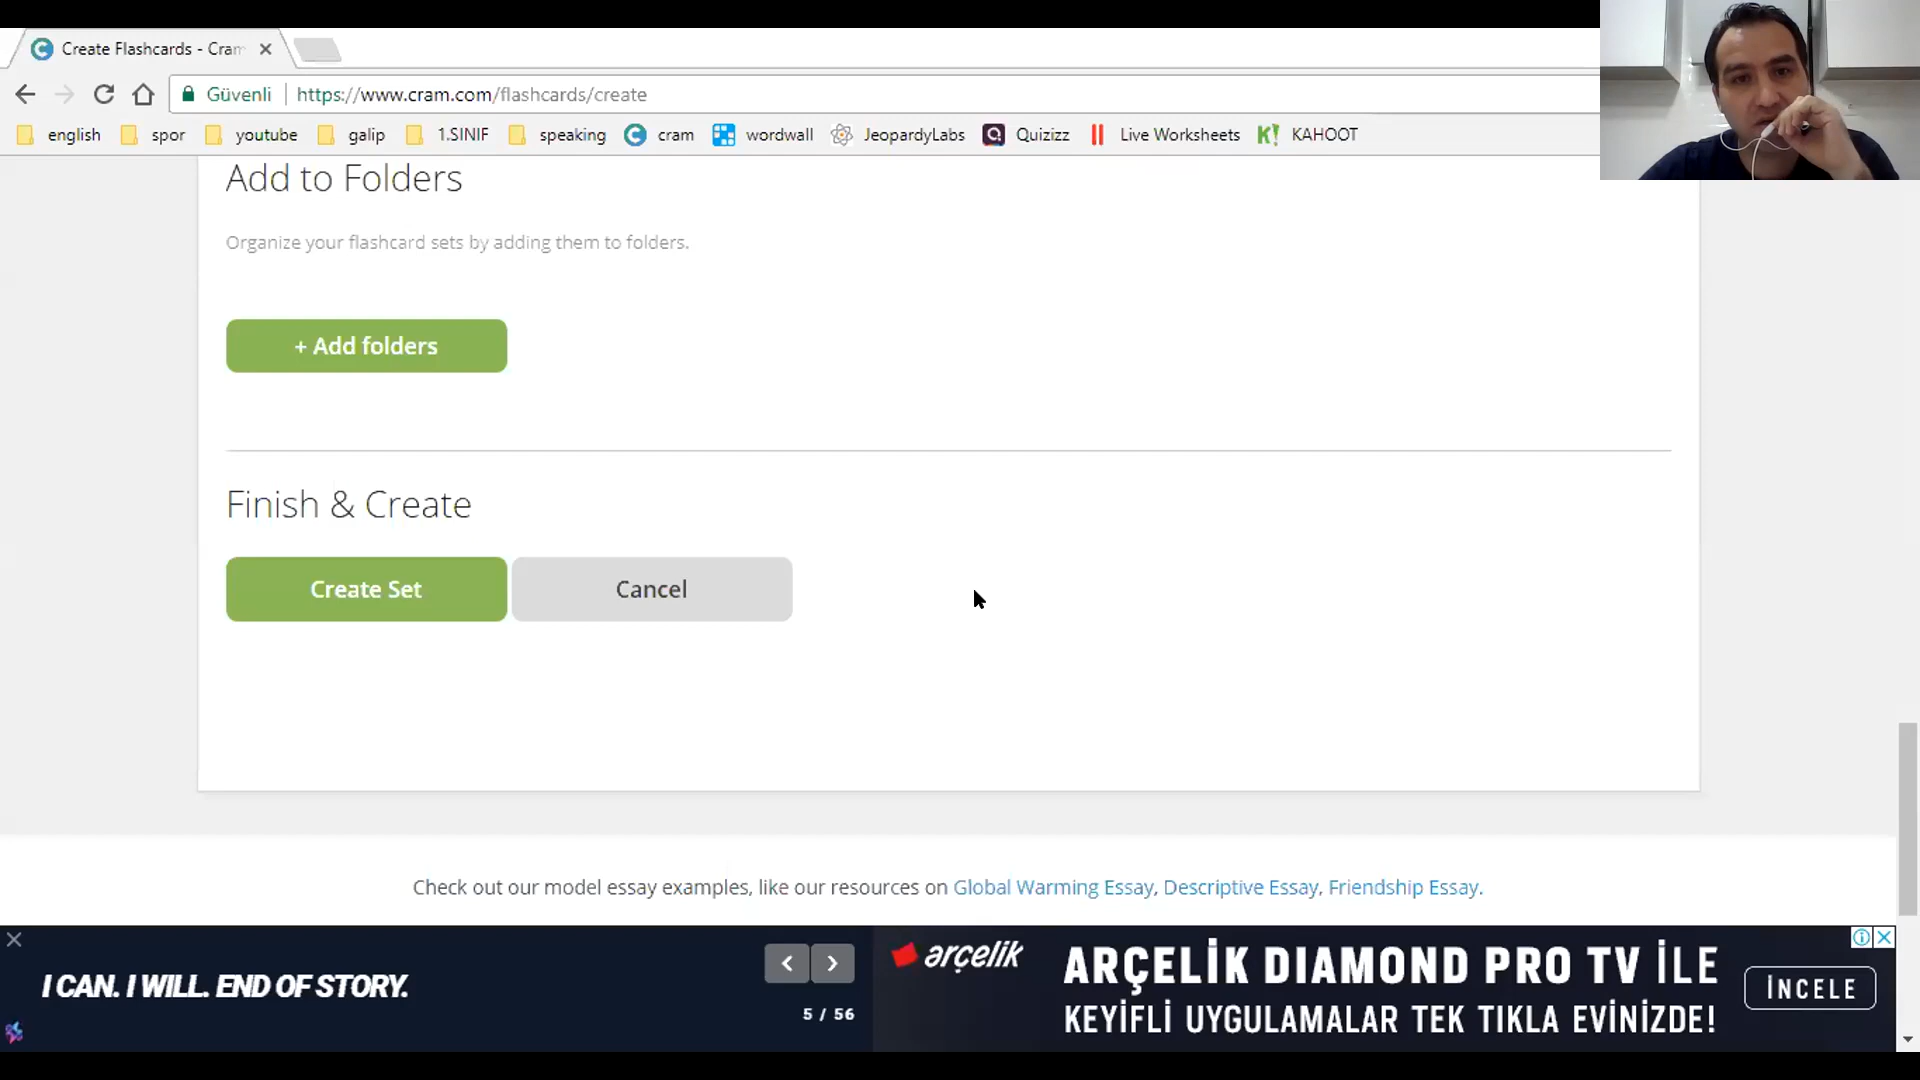 Create Flashcards - Cram
Güvenli https://www.cram.com/flashcards/create
english spor youtube galip 1.SINIF speaking cram wordwall JeopardyLabs Quizizz Live Worksheets KAHOOT
Add to Folders
Organize your flashcard sets by adding them to folders.
+ Add folders
Finish & Create
Create Set Cancel
Check out our model essay examples, like our resources on Global Warming Essay, Descriptive Essay, Friendship Essay.
I CAN. I WILL. END OF STORY.
5 / 56
arçelik
ARÇELİK DIAMOND PRO TV İLE
KEYİFLİ UYGULAMALAR TEK TIKLA EVİNİZDE!
İNCELE